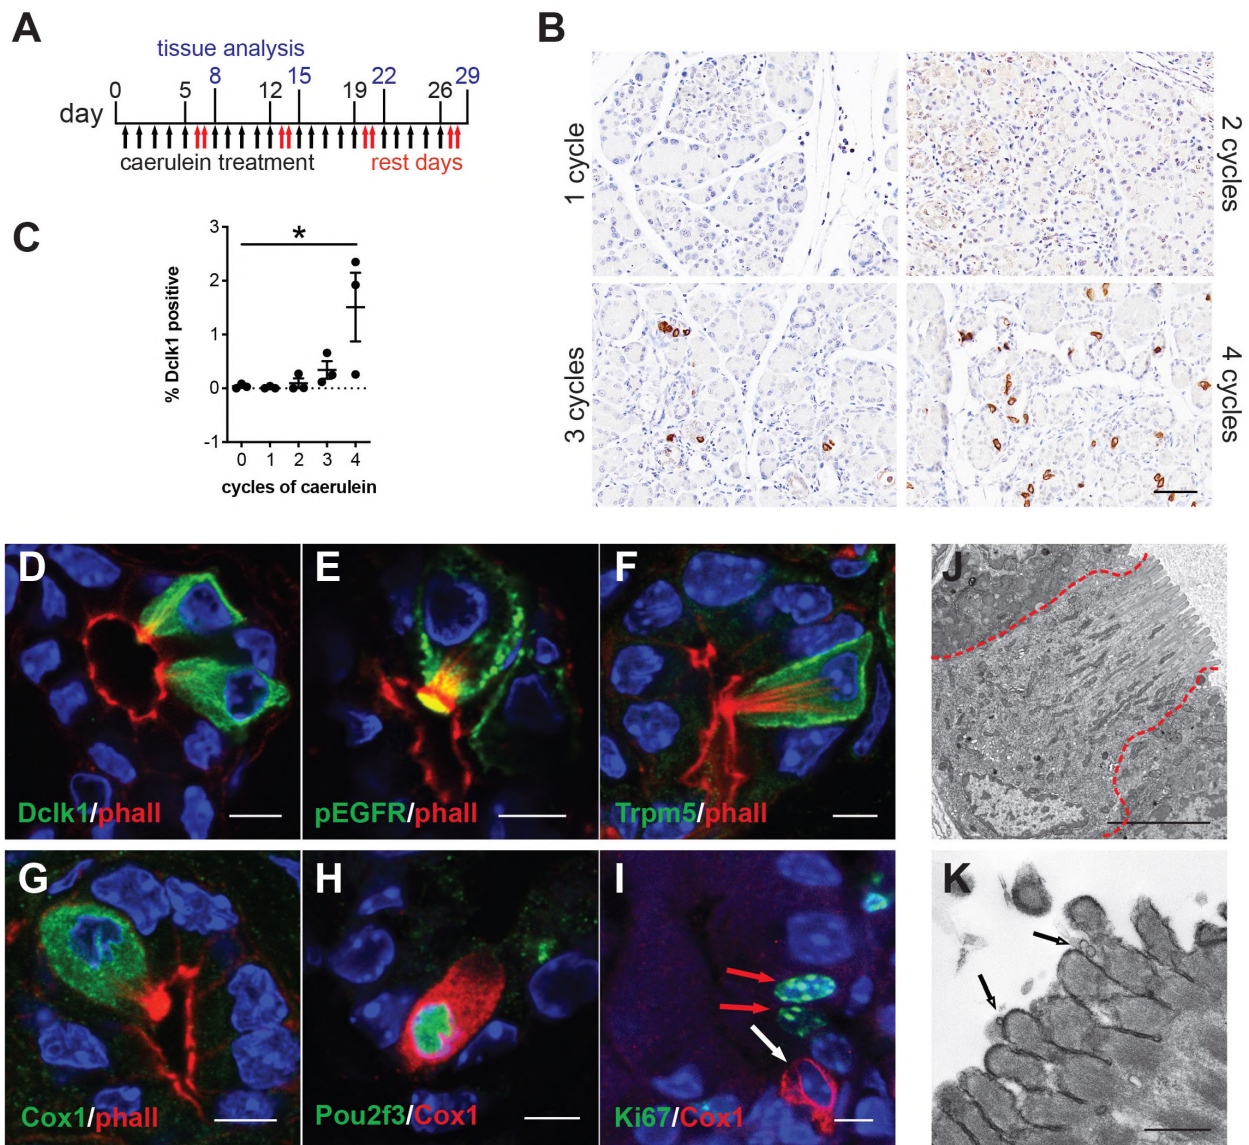 A
tissue analysis
0 5 8 12 15 19 22 26 29
day
caerulein treatment rest days
B
1 cycle
2 cycles
3 cycles
4 cycles
C
% Dclk1 positive
3
2
1
0
-1
*
0 1 2 3 4
cycles of caerulein
D
Dclk1/phall
E
pEGFR/phall
F
Trpm5/phall
G
Cox1/phall
H
Pou2f3/Cox1
I
Ki67/Cox1
J
K